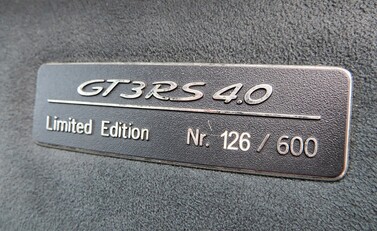 GT3RS 4.0
Limited Edition Nr. 126 / 600